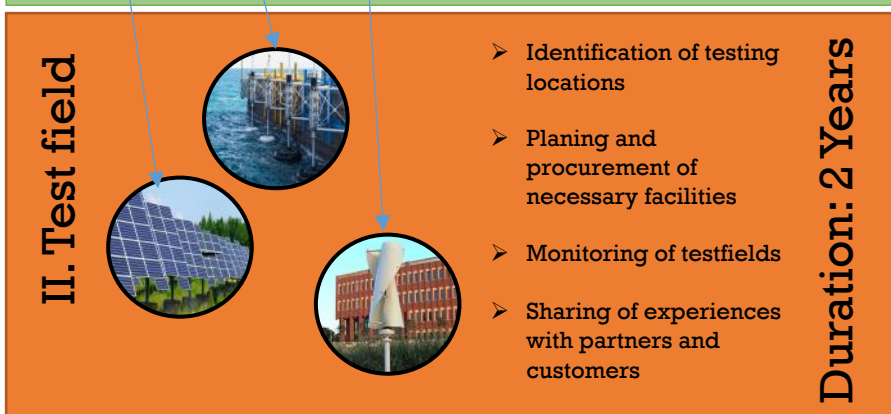 II. Test field
➢ Identification of testing
locations
➢ Planing and
procurement of
necessary facilities
➢ Monitoring of testfields
➢ Sharing of experiences
with partners and
customers
Duration: 2 Years